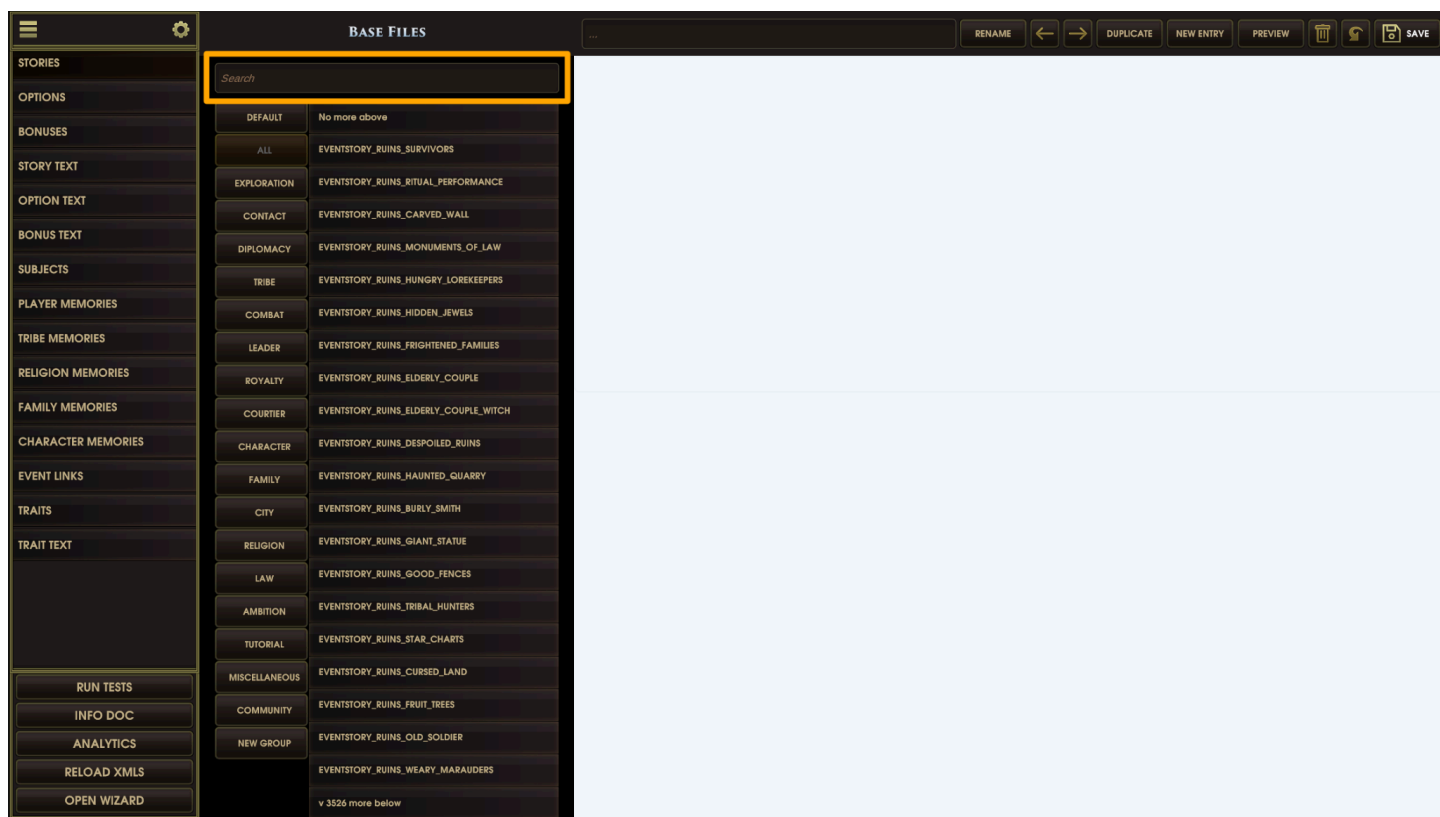 BASE FILES
...
RENAME
DUPLICATE
NEW ENTRY
PREVIEW
SAVE
STORIES
OPTIONS
BONUSES
STORY TEXT
OPTION TEXT
BONUS TEXT
SUBJECTS
PLAYER MEMORIES
TRIBE MEMORIES
RELIGION MEMORIES
FAMILY MEMORIES
CHARACTER MEMORIES
EVENT LINKS
TRAITS
TRAIT TEXT
RUN TESTS
INFO DOC
ANALYTICS
RELOAD XMLS
OPEN WIZARD
Search
DEFAULT
ALL
EXPLORATION
CONTACT
DIPLOMACY
TRIBE
COMBAT
LEADER
ROYALTY
COURTIER
CHARACTER
FAMILY
CITY
RELIGION
LAW
AMBITION
TUTORIAL
MISCELLANEOUS
COMMUNITY
NEW GROUP
No more above
EVENTSTORY_RUINS_SURVIVORS
EVENTSTORY_RUINS_RITUAL_PERFORMANCE
EVENTSTORY_RUINS_CARVED_WALL
EVENTSTORY_RUINS_MONUMENTS_OF_LAW
EVENTSTORY_RUINS_HUNGRY_LOREKEEPERS
EVENTSTORY_RUINS_HIDDEN_JEWELS
EVENTSTORY_RUINS_FRIGHTENED_FAMILIES
EVENTSTORY_RUINS_ELDERLY_COUPLE
EVENTSTORY_RUINS_ELDERLY_COUPLE_WITCH
EVENTSTORY_RUINS_DESPOILED_RUINS
EVENTSTORY_RUINS_HAUNTED_QUARRY
EVENTSTORY_RUINS_BURLY_SMITH
EVENTSTORY_RUINS_GIANT_STATUE
EVENTSTORY_RUINS_GOOD_FENCES
EVENTSTORY_RUINS_TRIBAL_HUNTERS
EVENTSTORY_RUINS_STAR_CHARTS
EVENTSTORY_RUINS_CURSED_LAND
EVENTSTORY_RUINS_FRUIT_TREES
EVENTSTORY_RUINS_OLD_SOLDIER
EVENTSTORY_RUINS_WEARY_MARAUDERS
v 3526 more below